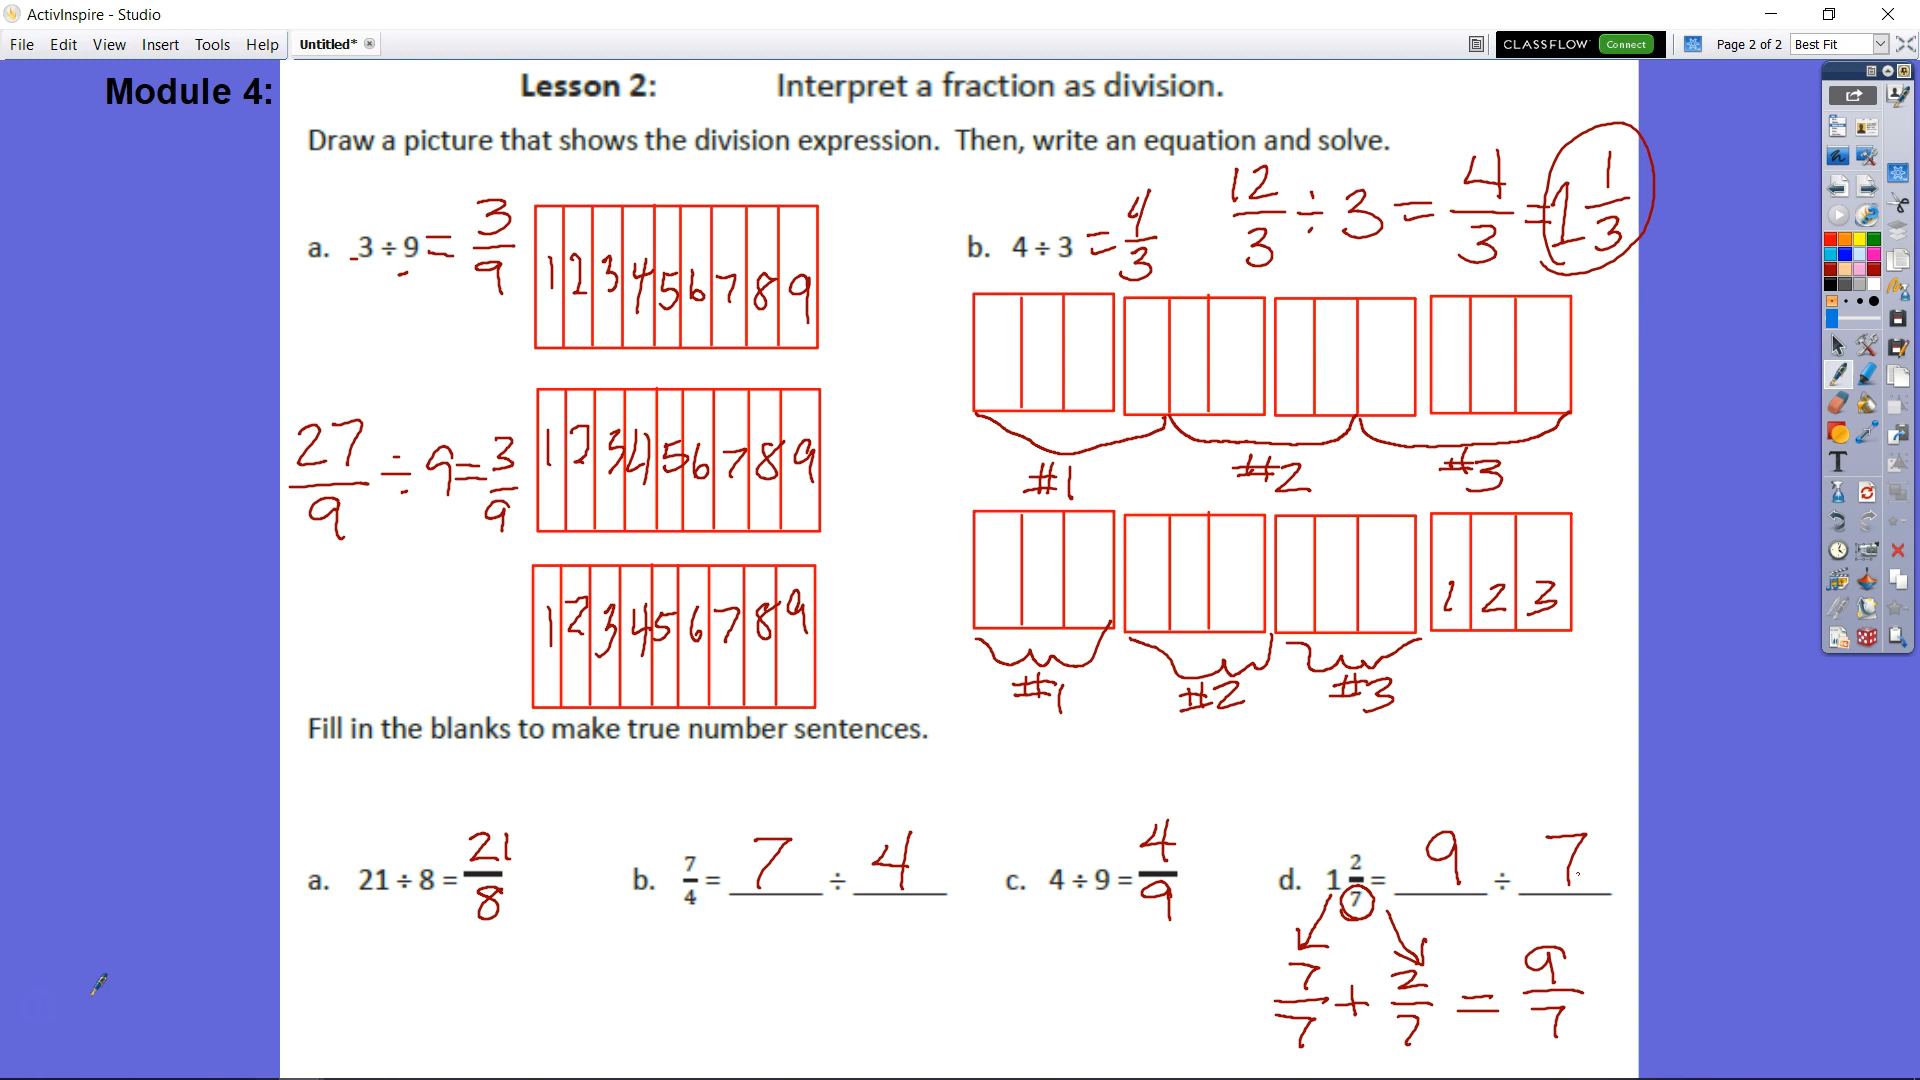 ActivInspire - Studio
File Edit View Insert Tools Help Untitled* CLASSFLOW Connect Page 2 of 2 Best Fit
Module 4:
Lesson 2: Interpret a fraction as division.
Draw a picture that shows the division expression. Then, write an equation and solve.
a. 3 ÷ 9 = 3/9
1 2 3 4 5 6 7 8 9
27/9 ÷ 9 = 3/9
1 2 3 4 5 6 7 8 9
1 2 3 4 5 6 7 8 9
b. 4 ÷ 3 = 4/3 12/3 ÷ 3 = 4/3 = 1 1/3
#1 #2 #3
1 2 3
#1 #2 #3
Fill in the blanks to make true number sentences.
a. 21 ÷ 8 = 21/8
b. 7/4 = 7 ÷ 4
c. 4 ÷ 9 = 4/9
d. 1 2/7 = 9 ÷ 7
7/7 + 2/7 = 9/7
T